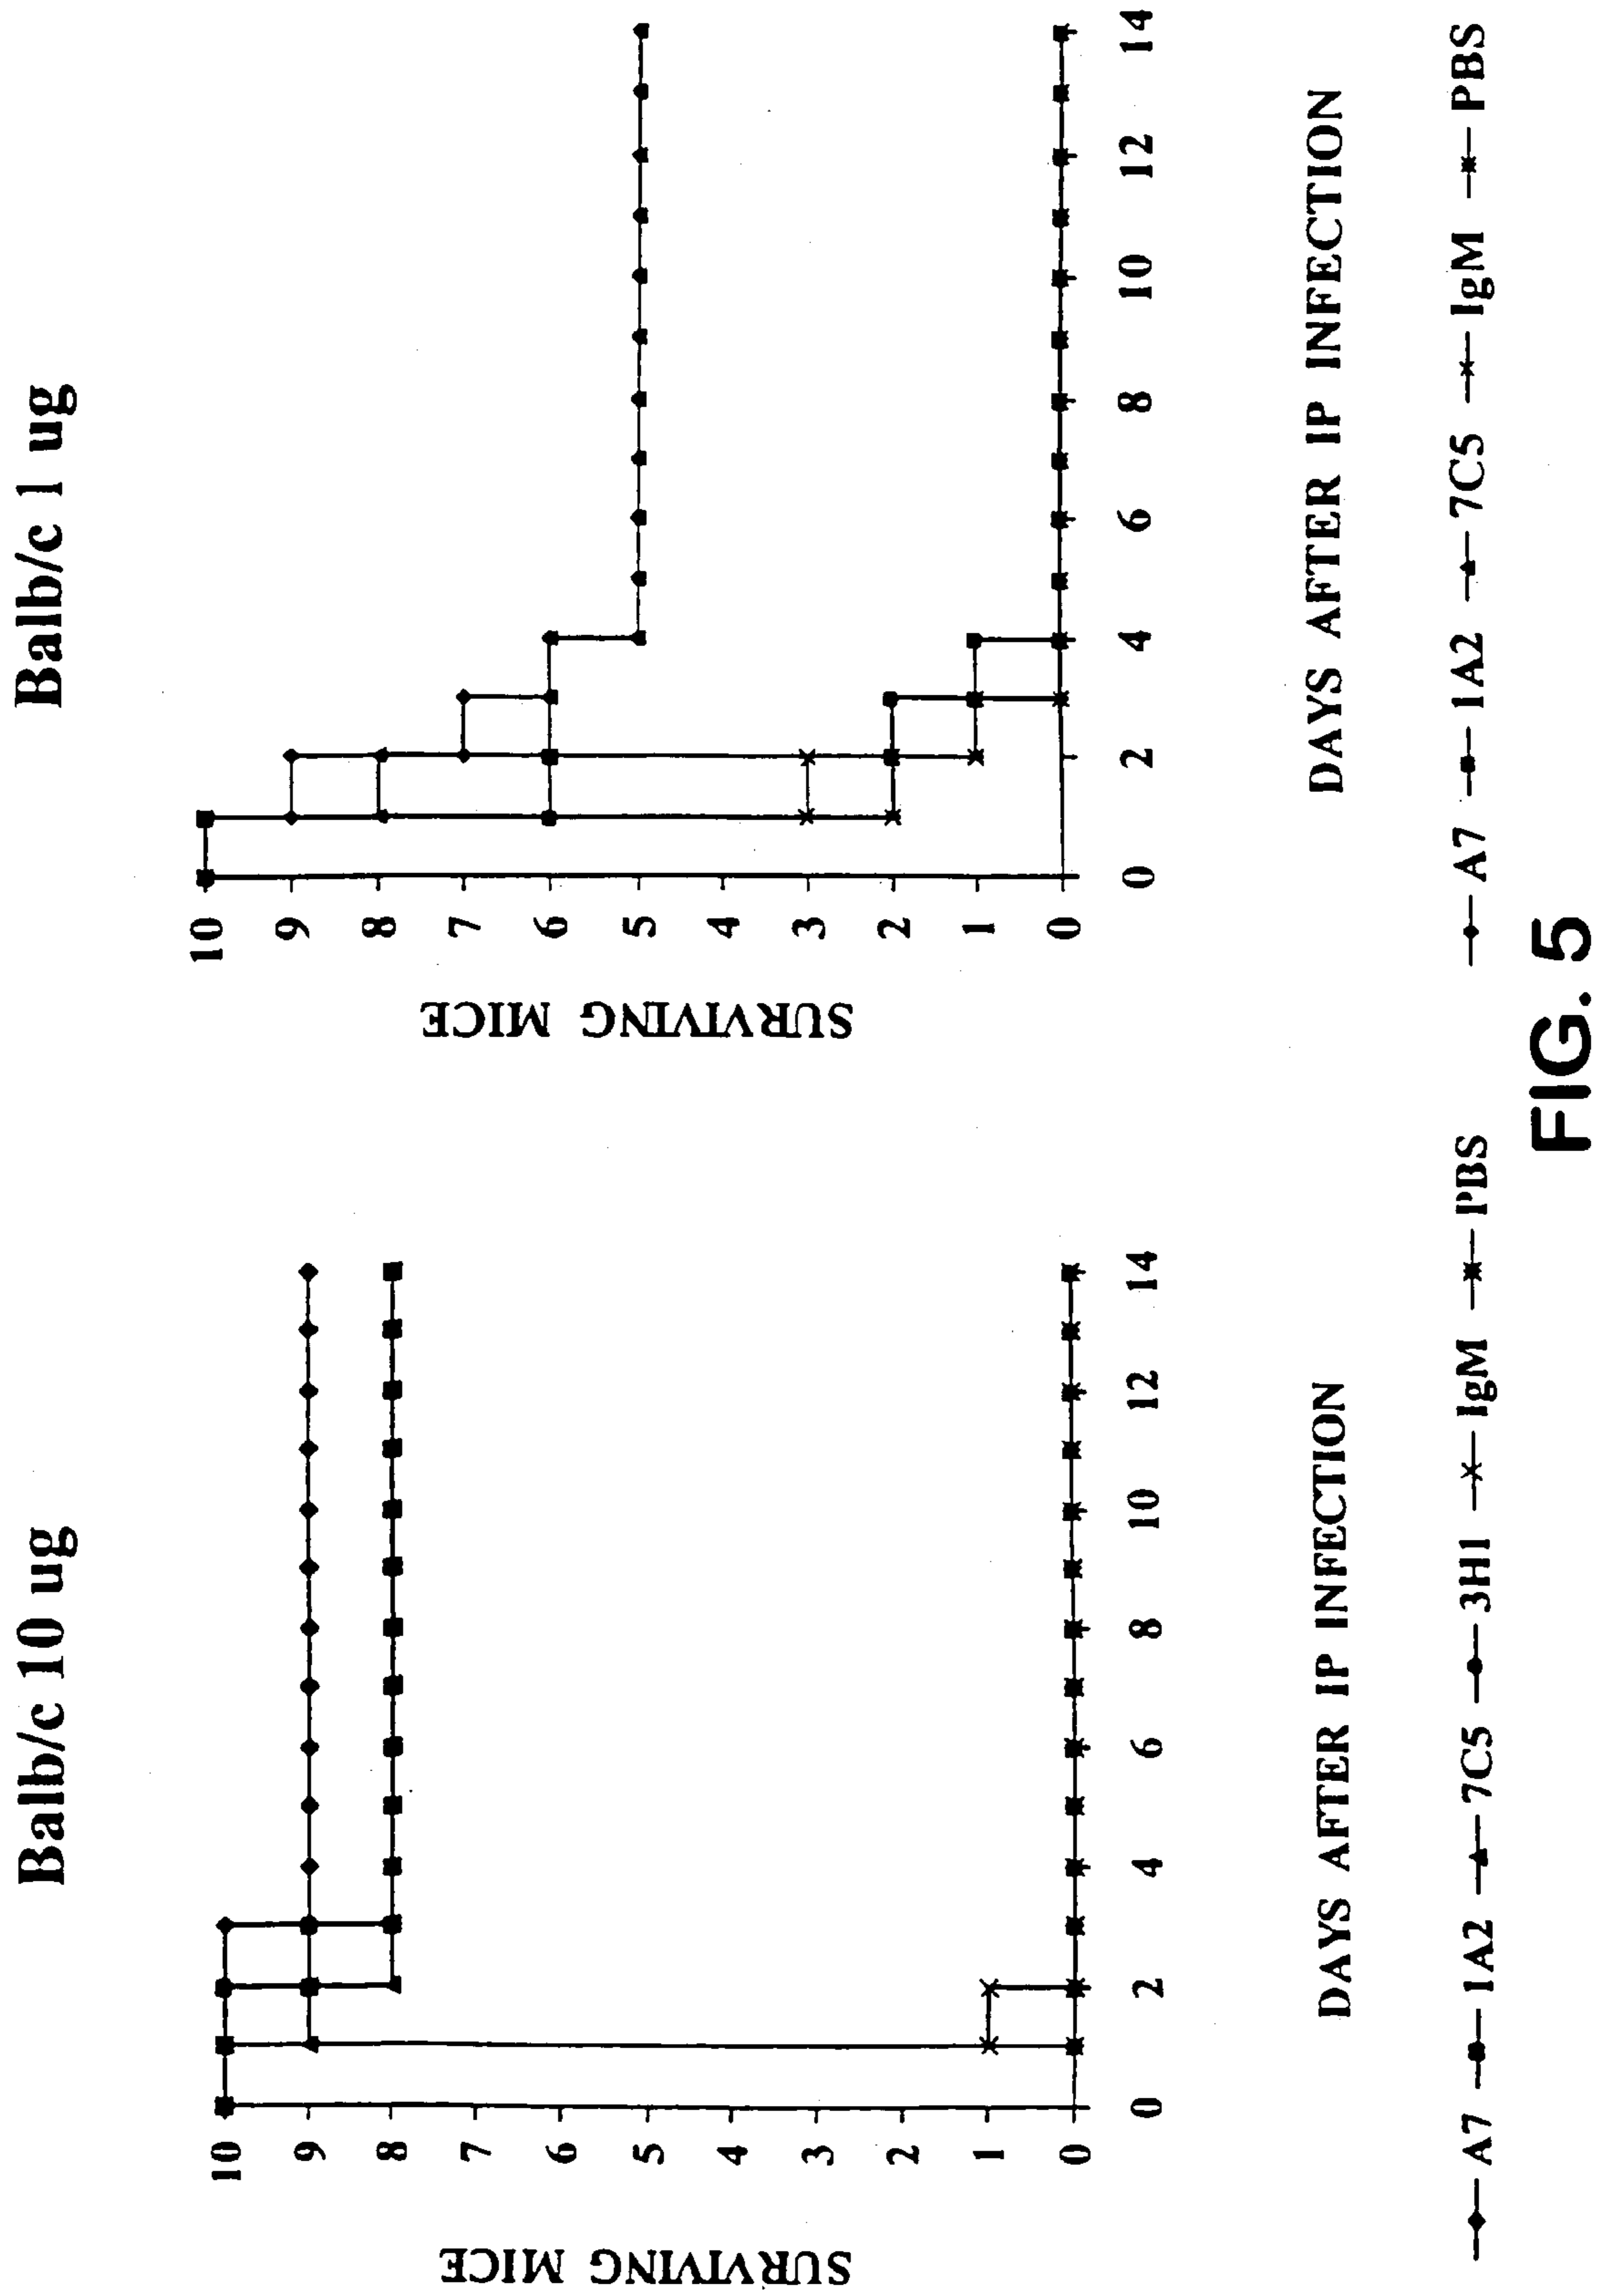 Balb/c 10 ug
SURVIVING MICE
10
9
8
7
6
5
4
3
2
1
0
0 2 4 6 8 10 12 14
DAYS AFTER IP INFECTION
A7 1A2 7C5 3H1 IgM PBS
Balb/c 1 ug
SURVIVING MICE
10
9
8
7
6
5
4
3
2
1
0
0 2 4 6 8 10 12 14
DAYS AFTER IP INFECTION
A7 1A2 7C5 IgM PBS
FIG. 5